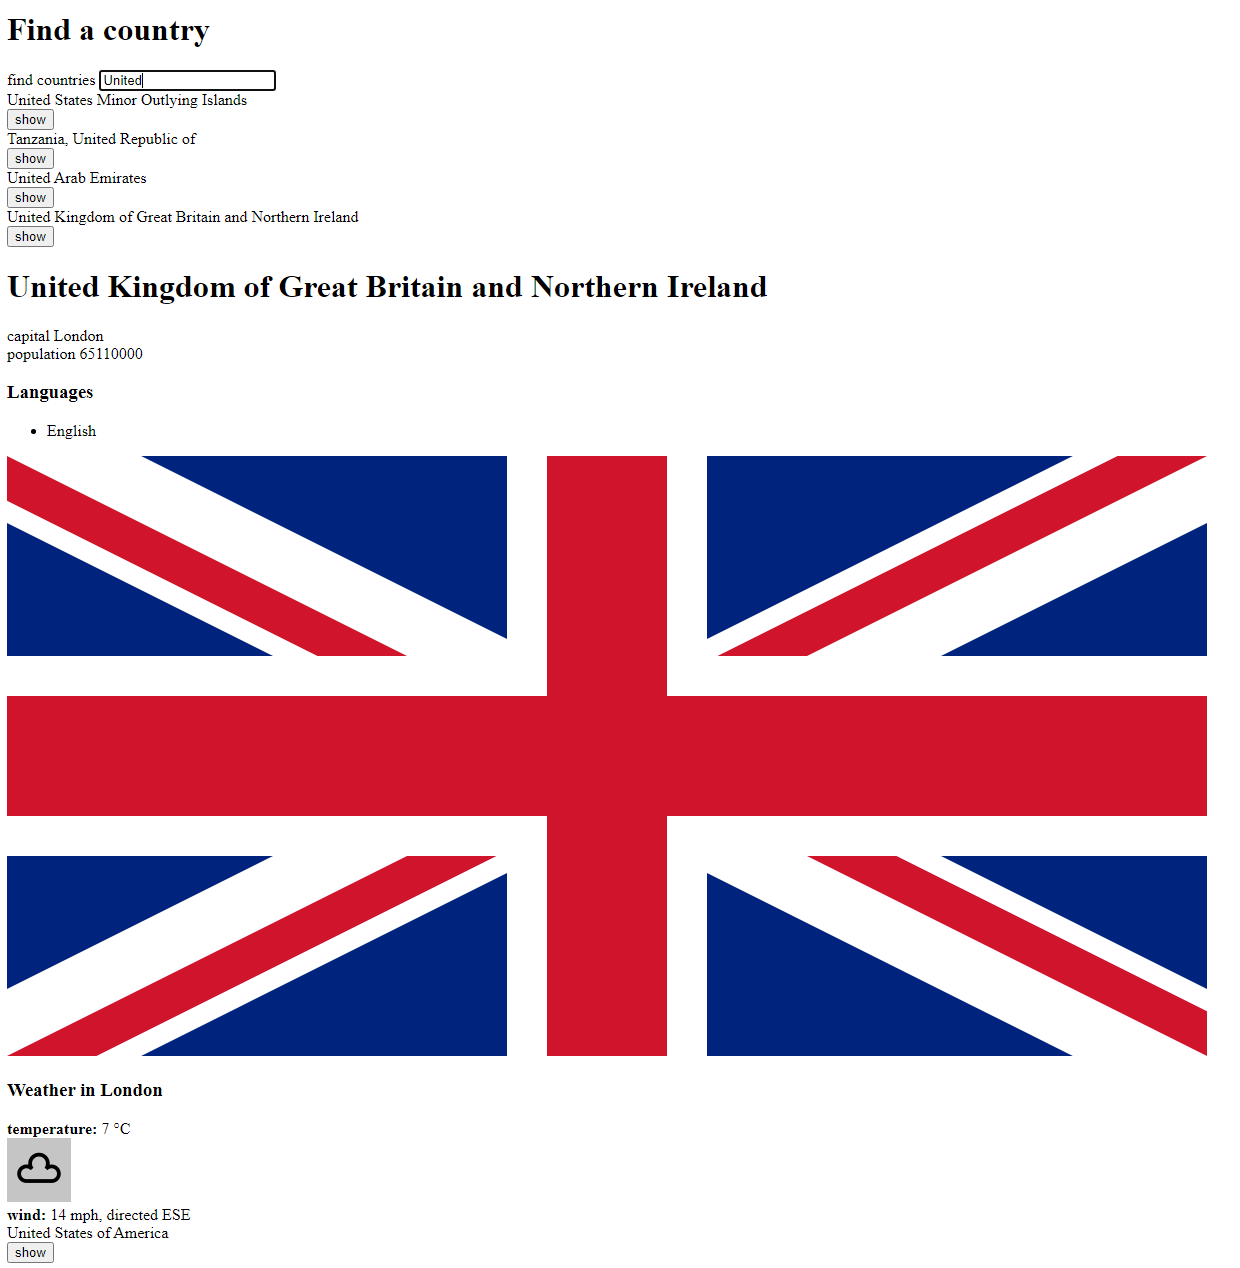 Find a country
find countries United
United States Minor Outlying Islands
show
Tanzania, United Republic of
show
United Arab Emirates
show
United Kingdom of Great Britain and Northern Ireland
show
United Kingdom of Great Britain and Northern Ireland
capital London
population 65110000
Languages
• English
Weather in London
temperature: 7 °C
wind: 14 mph, directed ESE
United States of America
show